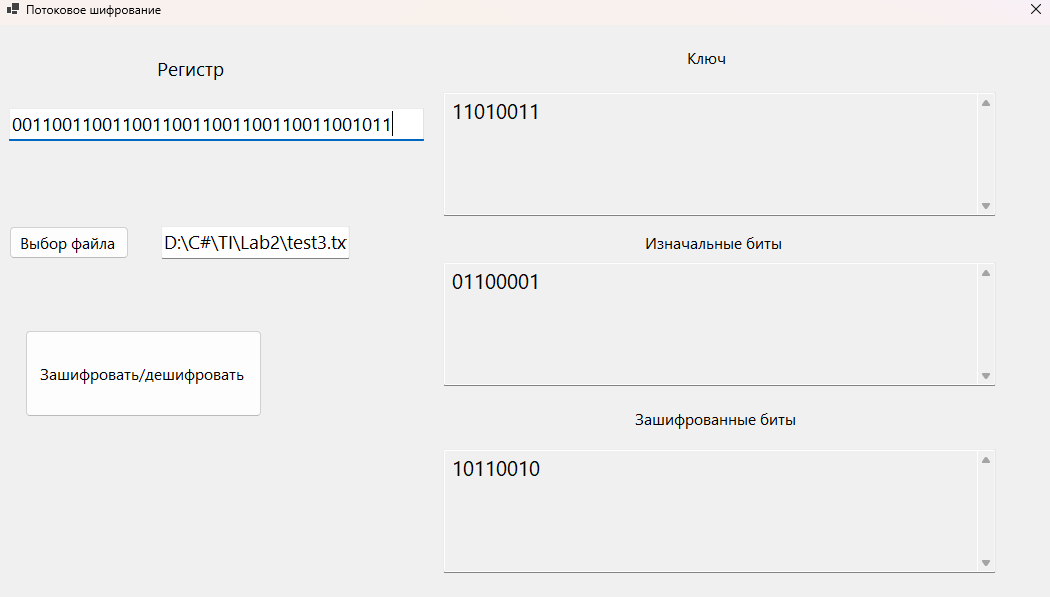 Потоковое шифрование
Регистр
00110011001100110011001100110011001011
Выбор файла
D:\C#\TI\Lab2\test3.tx
Зашифровать/дешифровать
Ключ
11010011
Изначальные биты
01100001
Зашифрованные биты
10110010